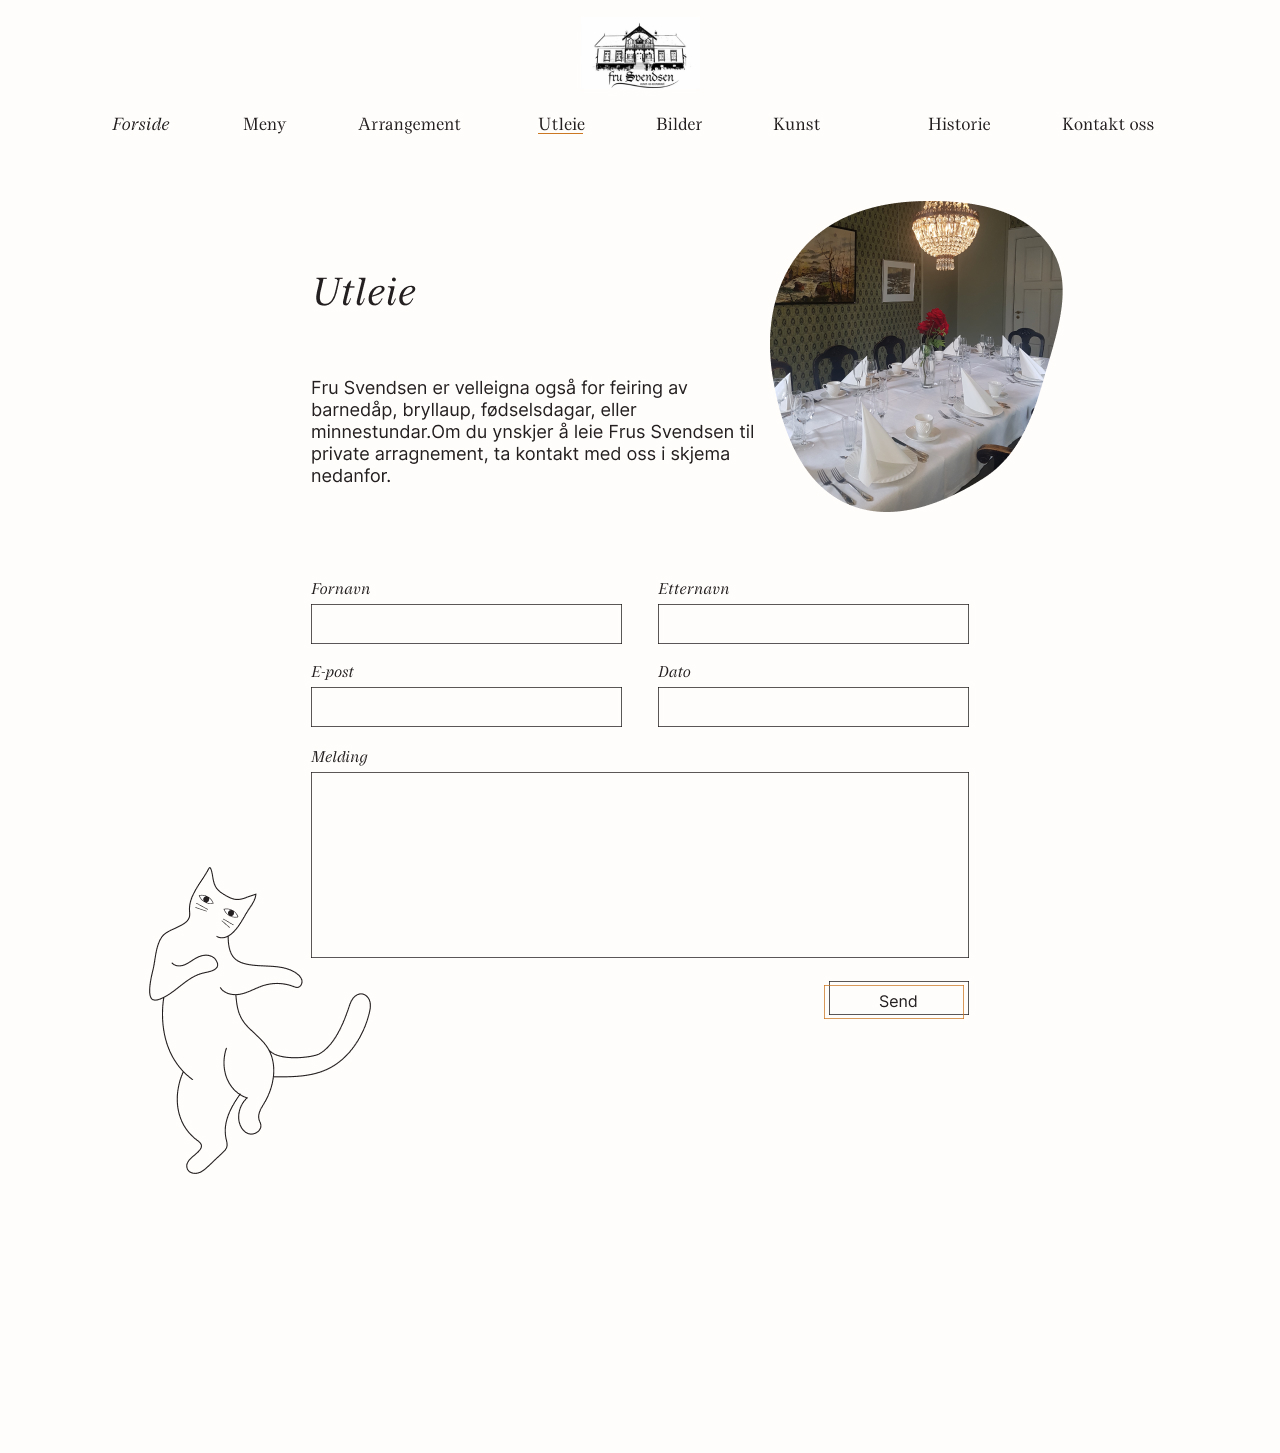 fru Svendsen
Forside Meny Arrangement Utleie Bilder Kunst Historie Kontakt oss
Utleie
Fru Svendsen er velleigna også for feiring av
barnedåp, bryllaup, fødselsdagar, eller
minnestundar.Om du ynskjer å leie Frus Svendsen til
private arragnement, ta kontakt med oss i skjema
nedanfor.
Fornavn Etternavn
E-post Dato
Melding
Send